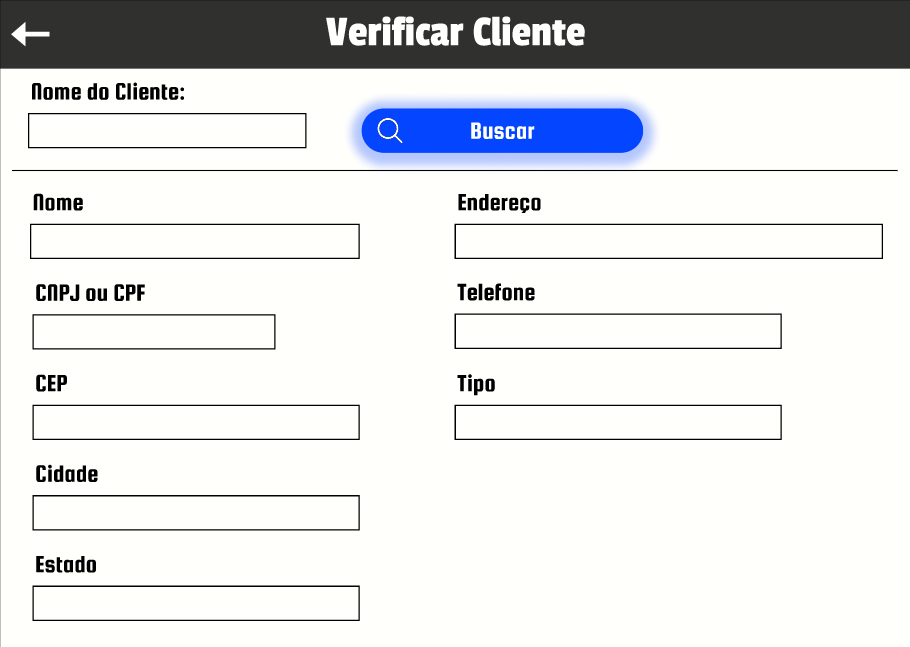 Verificar Cliente
Nome do Cliente:
Buscar
Nome
Endereço
CNPJ ou CPF
Telefone
CEP
Tipo
Cidade
Estado